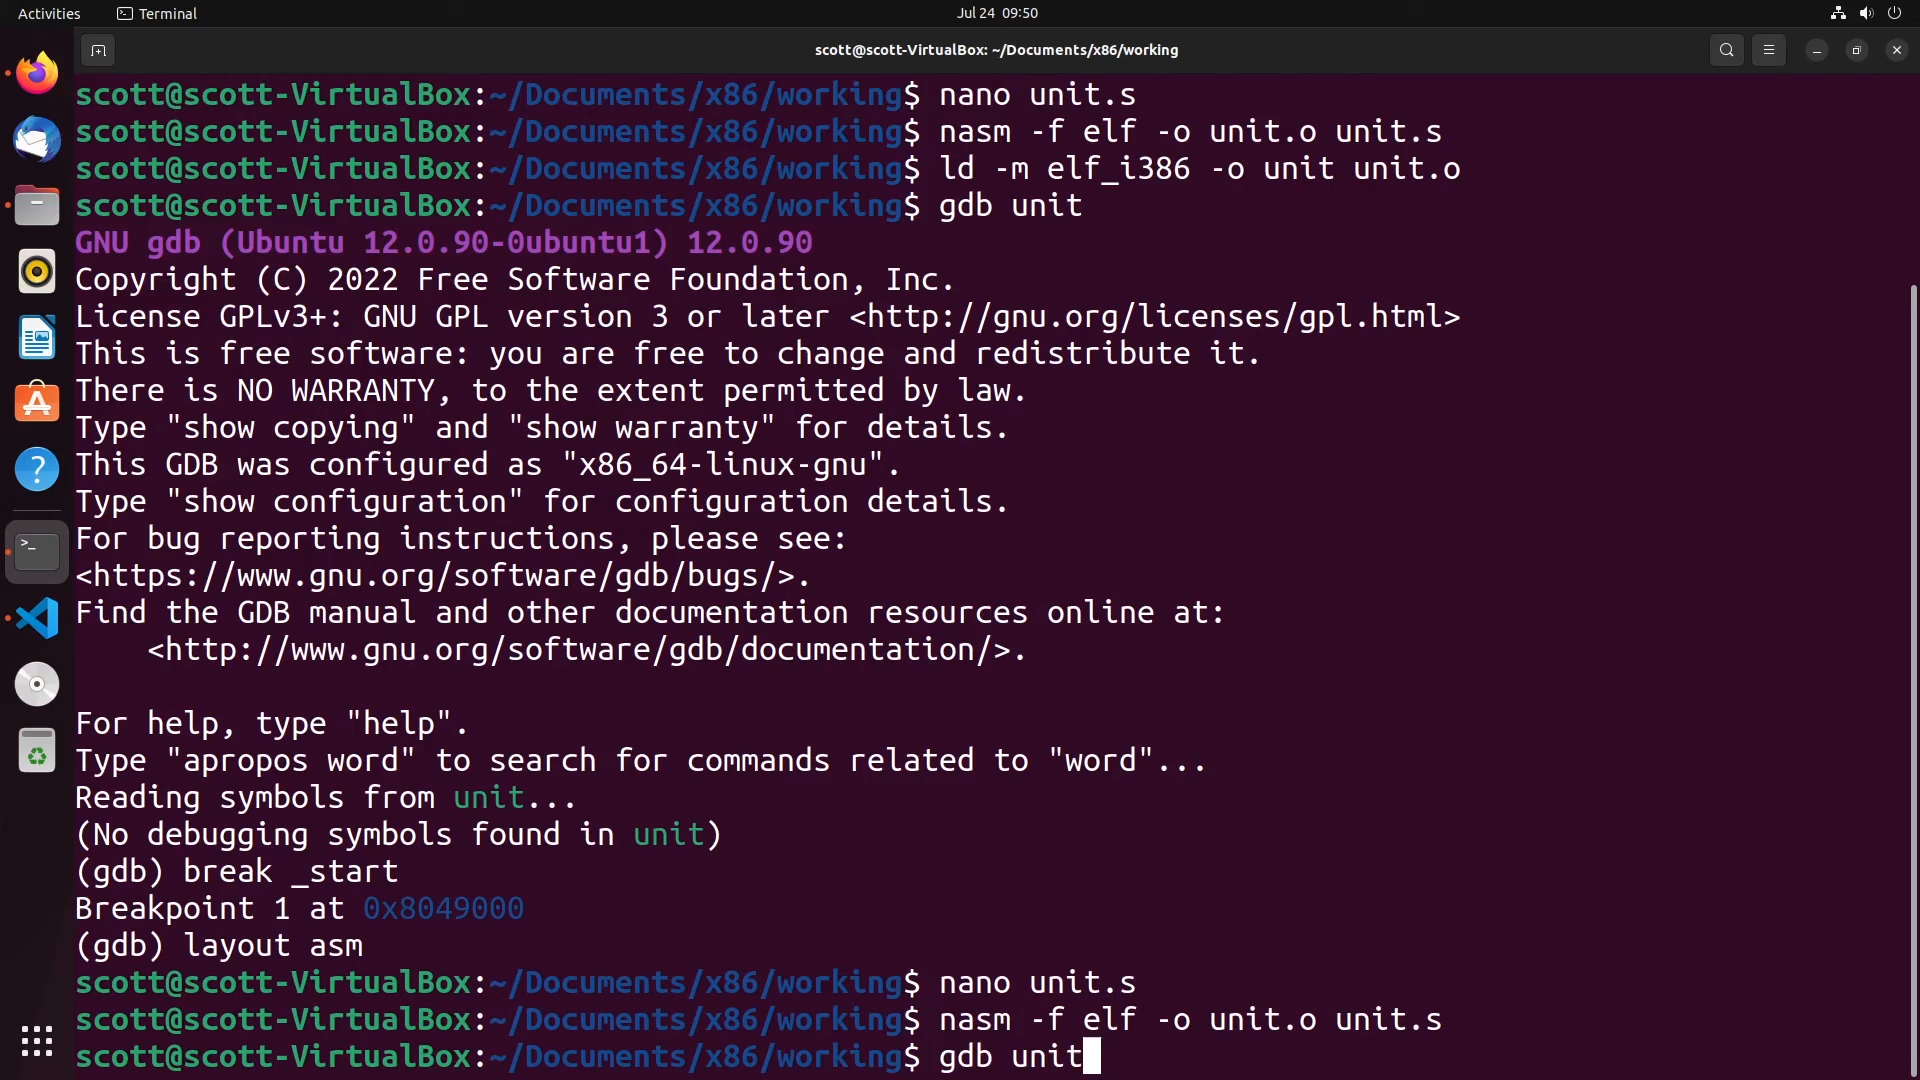 Activities
Terminal
Jul 24 09:50
scott@scott-VirtualBox: ~/Documents/x86/working
scott@scott-VirtualBox:~/Documents/x86/working$ nano unit.s
scott@scott-VirtualBox:~/Documents/x86/working$ nasm -f elf -o unit.o unit.s
scott@scott-VirtualBox:~/Documents/x86/working$ ld -m elf_i386 -o unit unit.o
scott@scott-VirtualBox:~/Documents/x86/working$ gdb unit
GNU gdb (Ubuntu 12.0.90-0ubuntu1) 12.0.90
Copyright (C) 2022 Free Software Foundation, Inc.
License GPLv3+: GNU GPL version 3 or later <http://gnu.org/licenses/gpl.html>
This is free software: you are free to change and redistribute it.
There is NO WARRANTY, to the extent permitted by law.
Type "show copying" and "show warranty" for details.
This GDB was configured as "x86_64-linux-gnu".
Type "show configuration" for configuration details.
For bug reporting instructions, please see:
<https://www.gnu.org/software/gdb/bugs/>.
Find the GDB manual and other documentation resources online at:
    <http://www.gnu.org/software/gdb/documentation/>.
For help, type "help".
Type "apropos word" to search for commands related to "word"...
Reading symbols from unit...
(No debugging symbols found in unit)
(gdb) break _start
Breakpoint 1 at 0x8049000
(gdb) layout asm
scott@scott-VirtualBox:~/Documents/x86/working$ nano unit.s
scott@scott-VirtualBox:~/Documents/x86/working$ nasm -f elf -o unit.o unit.s
scott@scott-VirtualBox:~/Documents/x86/working$ gdb unit